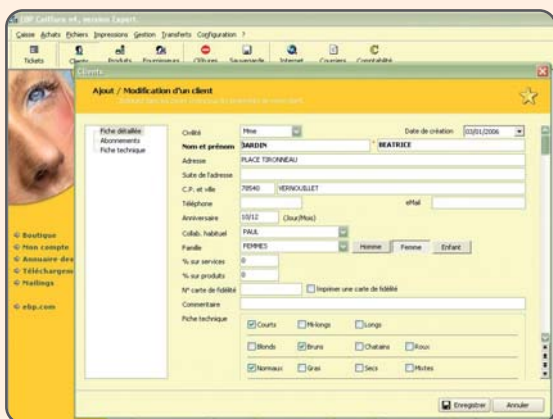 EBP Coiffure v4, version Expert.
Caisse Achats Fichiers Impressions Gestion Transferts Configuration ?
Tickets Clients Produits Fournisseurs Clôtures Sauvegarde Internet Courriers Comptabilité
Clients
Ajout / Modification d'un client
Fiche détaillée
Abonnements
Fiche technique
Civilité Mme Date de création 03/01/2006
Nom et prénom JARDIN * BEATRICE
Adresse PLACE TIRONNEAU
Suite de l'adresse
C.P. et ville 78540 VERNOUILLET
Téléphone eMail
Anniversaire 10/12 (Jour/Mois)
Collab. habituel PAUL
Famille FEMMES Homme Femme Enfant
% sur services 0
% sur produits 0
N° carte de fidélité Imprimer une carte de fidélité
Commentaire
Fiche technique Courts Mi-longs Longs
Blonds Bruns Chatains Roux
Normaux Gras Secs Mixtes
Boutique
Mon compte
Annuaire des
Téléchargem
Mailings
ebp.com
Enregistrer Annuler